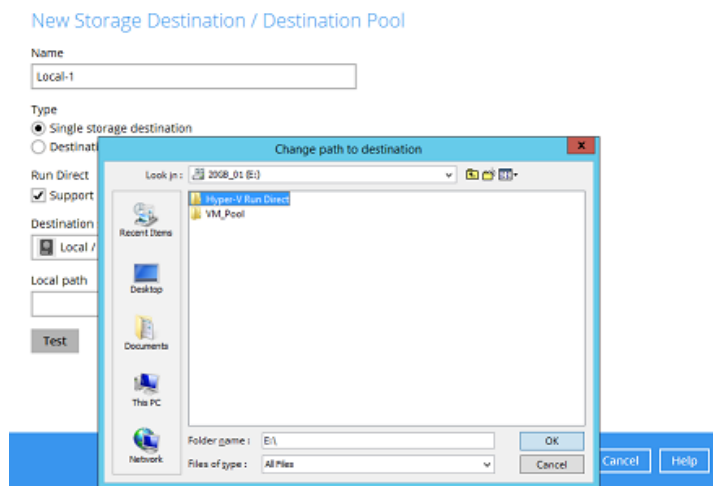 New Storage Destination / Destination Pool
Name
Local-1
Type
Single storage destination
Destinati
Run Direct
Support
Destination
Local /
Local path
Test
Change path to destination
Look in: 20GB_01 (E:)
Hyper-V Run Direct
VM_Pool
Recent Items
Desktop
Documents
This PC
Network
Folder name: E:\
OK
Files of type: All Files
Cancel
Cancel
Help